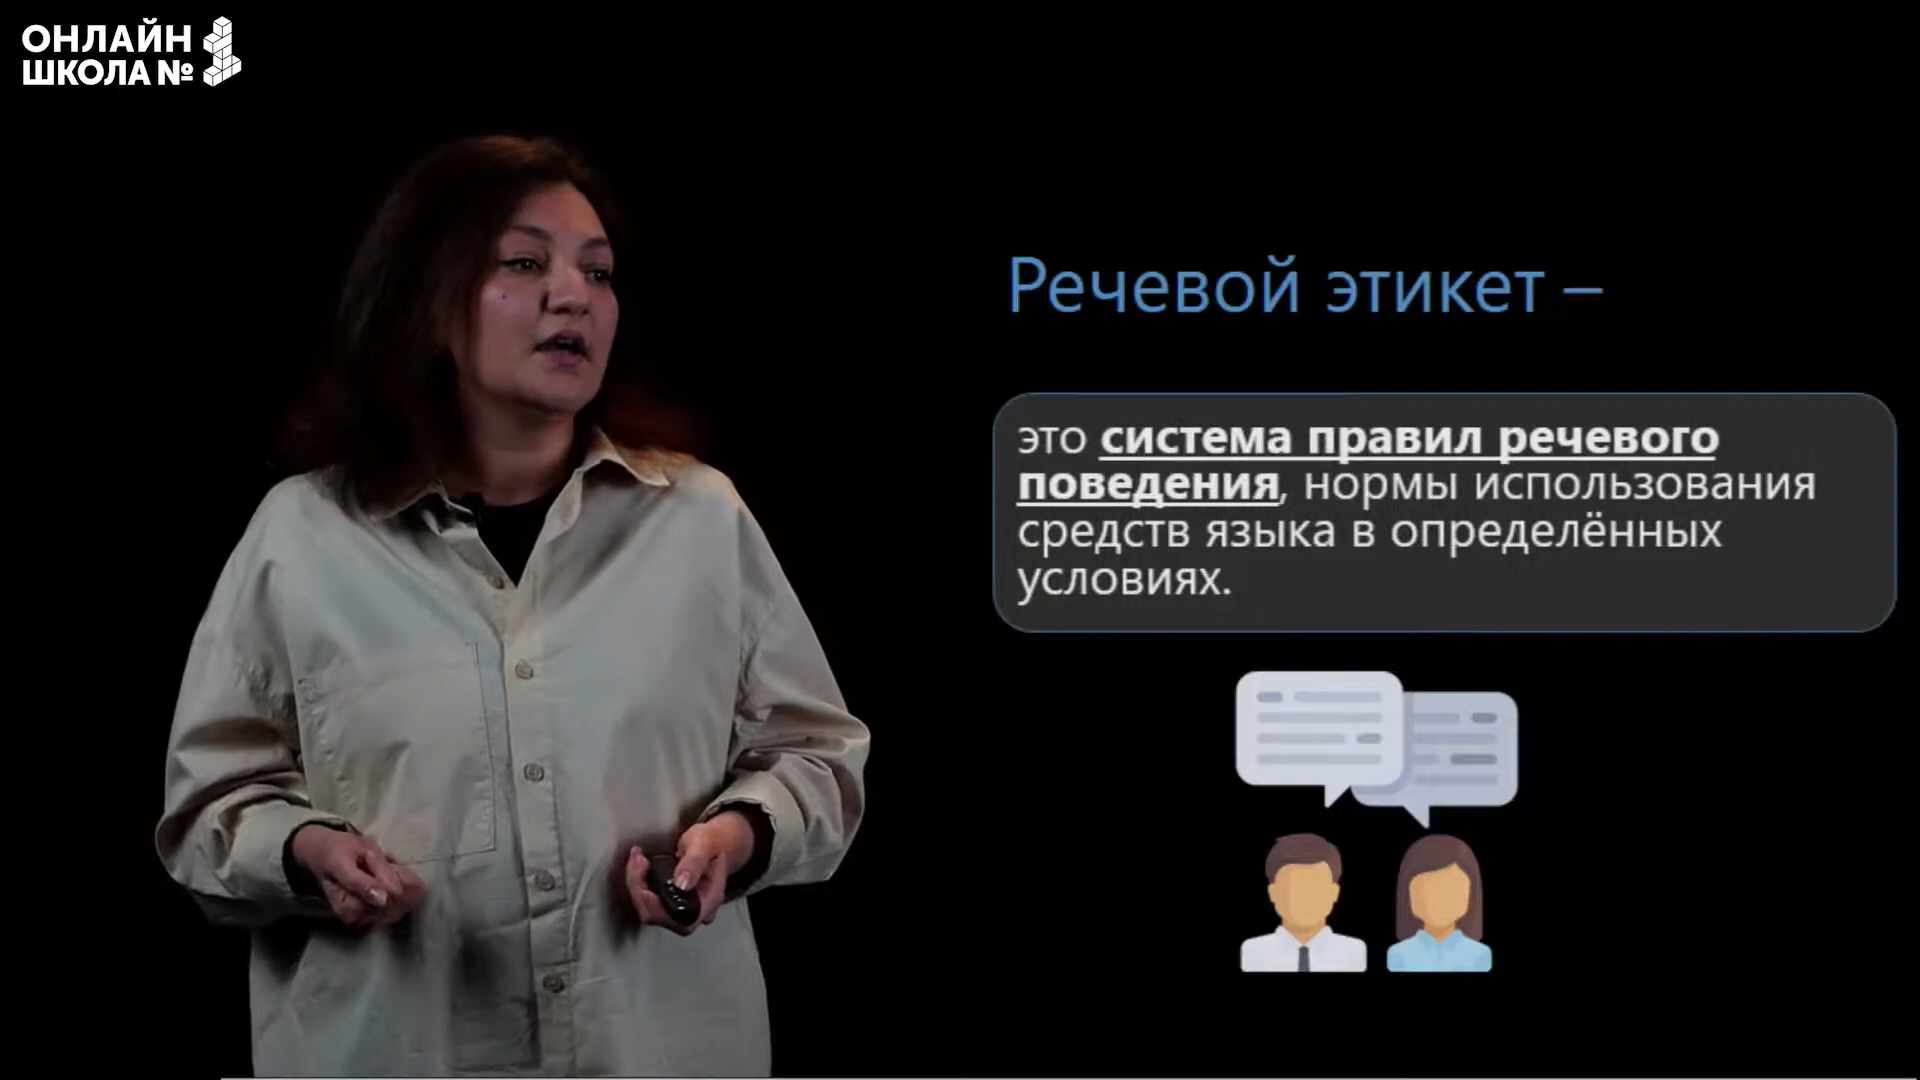 ОНЛАЙН
ШКОЛА №
Речевой этикет –
это система правил речевого
поведения, нормы использования
средств языка в определённых
условиях.